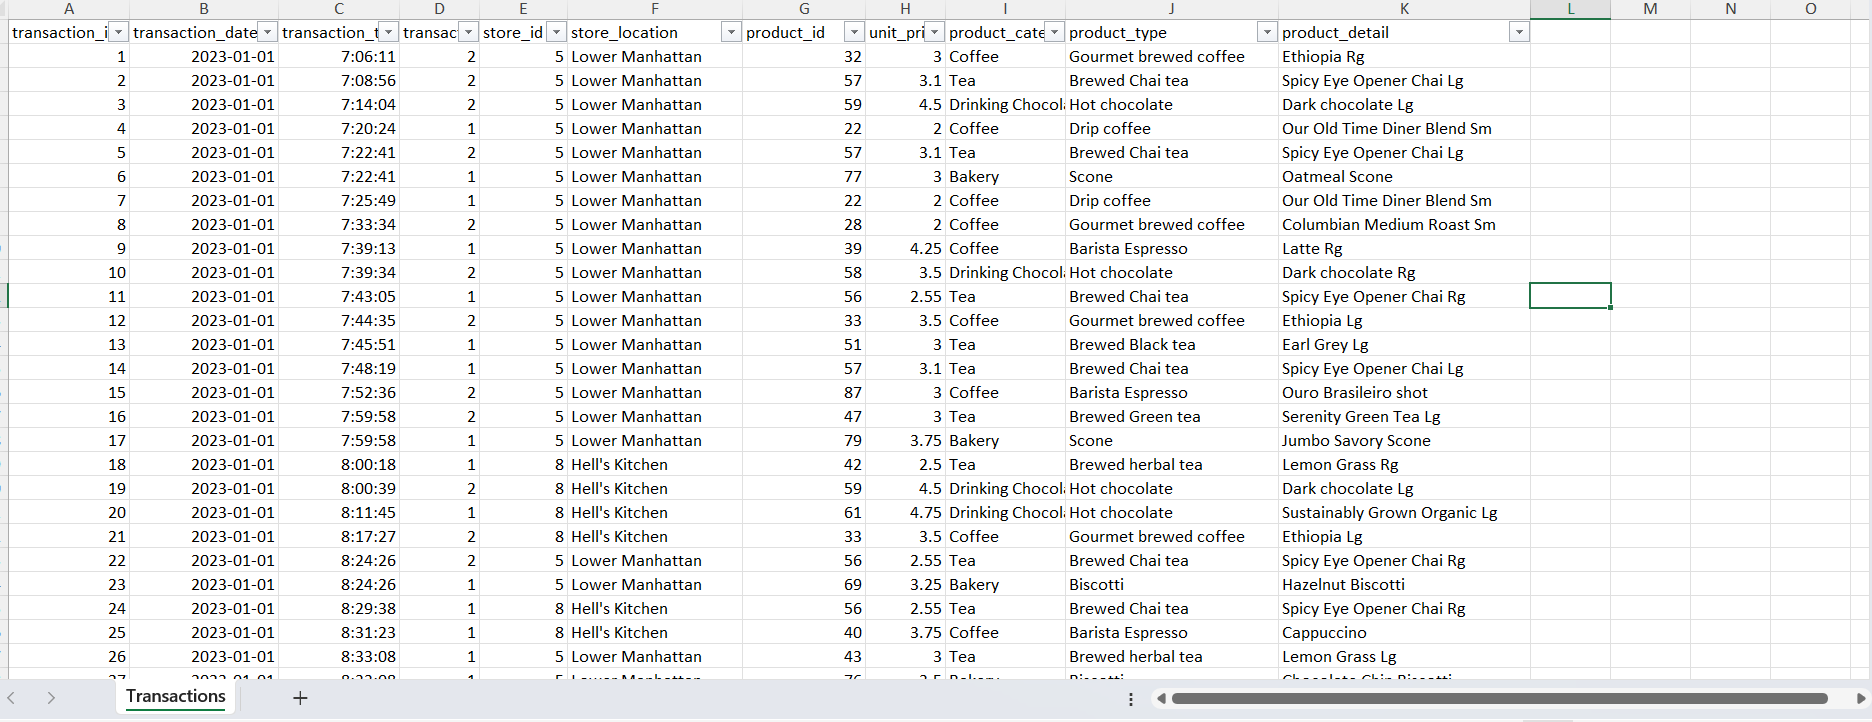 A B C D E F G H I J K L M N O
transaction_i transaction_date transaction_t transact store_id store_location product_id unit_pri product_cate product_type product_detail
1 2023-01-01 7:06:11 2 5 Lower Manhattan 32 3 Coffee Gourmet brewed coffee Ethiopia Rg
2 2023-01-01 7:08:56 2 5 Lower Manhattan 57 3.1 Tea Brewed Chai tea Spicy Eye Opener Chai Lg
3 2023-01-01 7:14:04 2 5 Lower Manhattan 59 4.5 Drinking Chocol Hot chocolate Dark chocolate Lg
4 2023-01-01 7:20:24 1 5 Lower Manhattan 22 2 Coffee Drip coffee Our Old Time Diner Blend Sm
5 2023-01-01 7:22:41 2 5 Lower Manhattan 57 3.1 Tea Brewed Chai tea Spicy Eye Opener Chai Lg
6 2023-01-01 7:22:41 1 5 Lower Manhattan 77 3 Bakery Scone Oatmeal Scone
7 2023-01-01 7:25:49 1 5 Lower Manhattan 22 2 Coffee Drip coffee Our Old Time Diner Blend Sm
8 2023-01-01 7:33:34 2 5 Lower Manhattan 28 2 Coffee Gourmet brewed coffee Columbian Medium Roast Sm
9 2023-01-01 7:39:13 1 5 Lower Manhattan 39 4.25 Coffee Barista Espresso Latte Rg
10 2023-01-01 7:39:34 2 5 Lower Manhattan 58 3.5 Drinking Chocol Hot chocolate Dark chocolate Rg
11 2023-01-01 7:43:05 1 5 Lower Manhattan 56 2.55 Tea Brewed Chai tea Spicy Eye Opener Chai Rg
12 2023-01-01 7:44:35 2 5 Lower Manhattan 33 3.5 Coffee Gourmet brewed coffee Ethiopia Lg
13 2023-01-01 7:45:51 1 5 Lower Manhattan 51 3 Tea Brewed Black tea Earl Grey Lg
14 2023-01-01 7:48:19 1 5 Lower Manhattan 57 3.1 Tea Brewed Chai tea Spicy Eye Opener Chai Lg
15 2023-01-01 7:52:36 2 5 Lower Manhattan 87 3 Coffee Barista Espresso Ouro Brasileiro shot
16 2023-01-01 7:59:58 2 5 Lower Manhattan 47 3 Tea Brewed Green tea Serenity Green Tea Lg
17 2023-01-01 7:59:58 1 5 Lower Manhattan 79 3.75 Bakery Scone Jumbo Savory Scone
18 2023-01-01 8:00:18 1 8 Hell's Kitchen 42 2.5 Tea Brewed herbal tea Lemon Grass Rg
19 2023-01-01 8:00:39 2 8 Hell's Kitchen 59 4.5 Drinking Chocol Hot chocolate Dark chocolate Lg
20 2023-01-01 8:11:45 1 8 Hell's Kitchen 61 4.75 Drinking Chocol Hot chocolate Sustainably Grown Organic Lg
21 2023-01-01 8:17:27 2 8 Hell's Kitchen 33 3.5 Coffee Gourmet brewed coffee Ethiopia Lg
22 2023-01-01 8:24:26 2 5 Lower Manhattan 56 2.55 Tea Brewed Chai tea Spicy Eye Opener Chai Rg
23 2023-01-01 8:24:26 1 5 Lower Manhattan 69 3.25 Bakery Biscotti Hazelnut Biscotti
24 2023-01-01 8:29:38 1 8 Hell's Kitchen 56 2.55 Tea Brewed Chai tea Spicy Eye Opener Chai Rg
25 2023-01-01 8:31:23 1 8 Hell's Kitchen 40 3.75 Coffee Barista Espresso Cappuccino
26 2023-01-01 8:33:08 1 5 Lower Manhattan 43 3 Tea Brewed herbal tea Lemon Grass Lg
Transactions